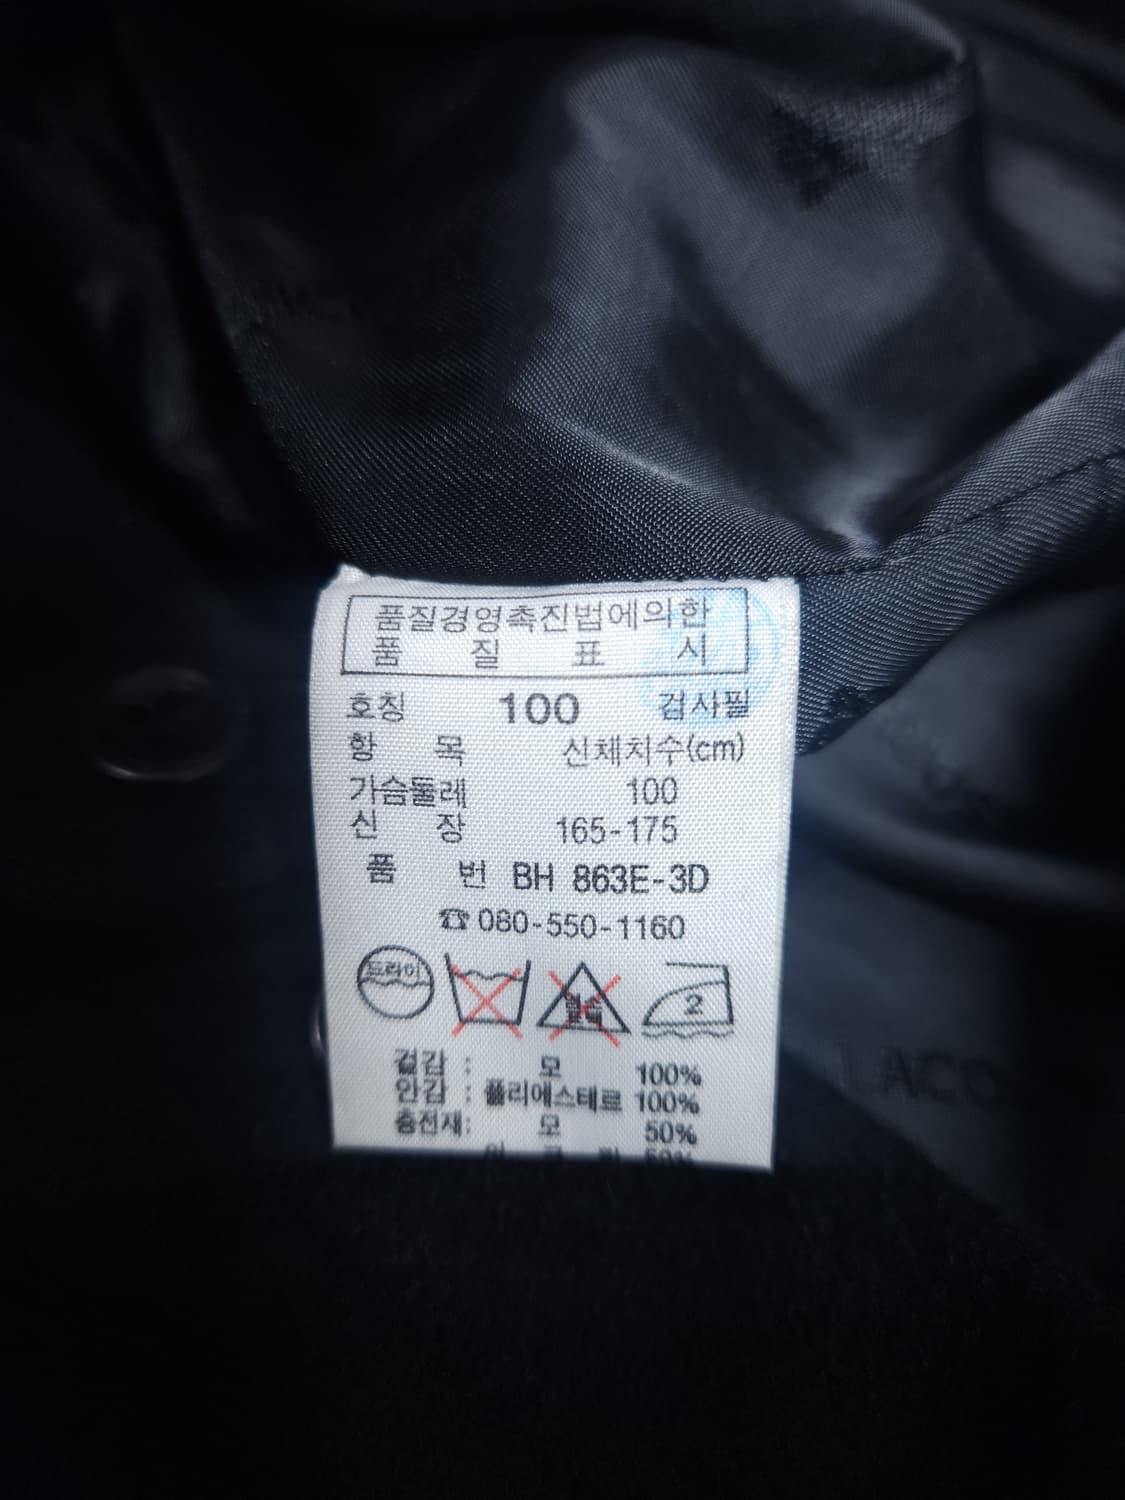 품질경영촉진법에의한
품 질 표 시
호칭 100 검사필
항 목 신체치수(cm)
가슴둘레 100
신 장 165-175
품 번 BH 863E-3D
☎ 080-550-1160
드라이
2
겉감 : 모 100%
안감 : 폴리에스테르 100%
충전재: 모 50%
50%
LACO